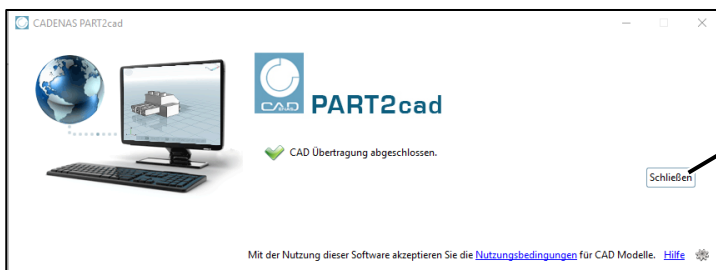 CADENAS PART2cad
CAD
PART2cad
CAD Übertragung abgeschlossen.
Schließen
Mit der Nutzung dieser Software akzeptieren Sie die Nutzungsbedingungen für CAD Modelle. Hilfe